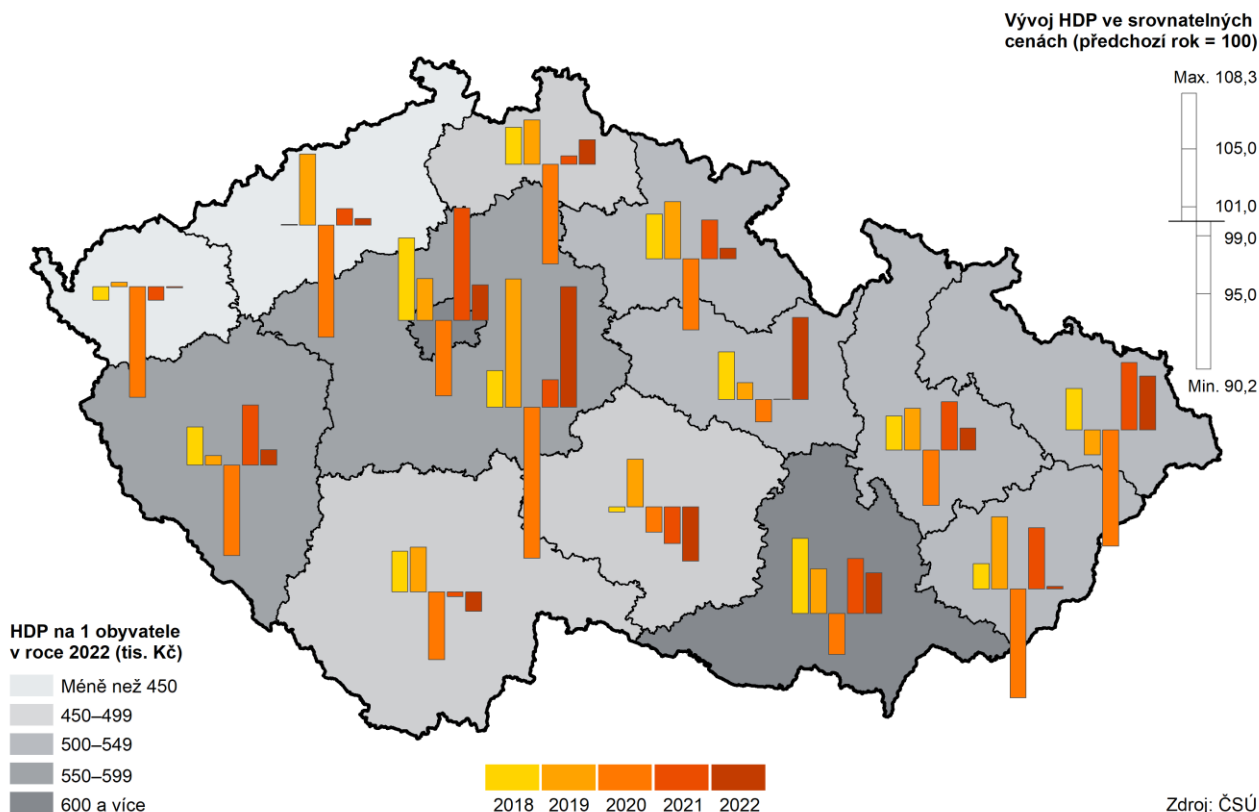 Vývoj HDP ve srovnatelných
cenách (předchozí rok = 100)
Max. 108,3
105,0
101,0
99,0
95,0
Min. 90,2
HDP na 1 obyvatele
v roce 2022 (tis. Kč)
Méně než 450
450–499
500–549
550–599
600 a více
2018 2019 2020 2021 2022
Zdroj: ČSÚ